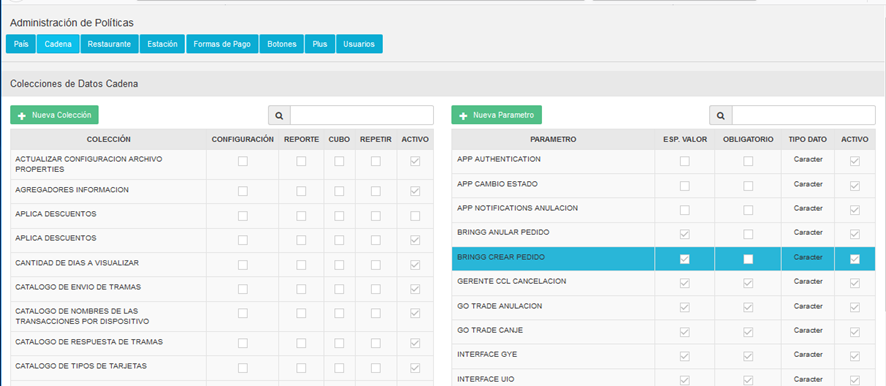 Administración de Políticas
País Cadena Restaurante Estación Formas de Pago Botones Plus Usuarios
Colecciones de Datos Cadena
Nueva Colección
COLECCIÓN CONFIGURACIÓN REPORTE CUBO REPETIR ACTIVO
ACTUALIZAR CONFIGURACION ARCHIVO
PROPERTIES
AGREGADORES INFORMACION
APLICA DESCUENTOS
APLICA DESCUENTOS
CANTIDAD DE DIAS A VISUALIZAR
CATALOGO DE ENVIO DE TRAMAS
CATALOGO DE NOMBRES DE LAS
TRANSACCIONES POR DISPOSITIVO
CATALOGO DE RESPUESTA DE TRAMAS
CATALOGO DE TIPOS DE TARJETAS
Nueva Parametro
PARAMETRO ESP. VALOR OBLIGATORIO TIPO DATO ACTIVO
APP AUTHENTICATION Caracter
APP CAMBIO ESTADO Caracter
APP NOTIFICATIONS ANULACION Caracter
BRINGG ANULAR PEDIDO Caracter
BRINGG CREAR PEDIDO Caracter
GERENTE CCL CANCELACION Caracter
GO TRADE ANULACION Caracter
GO TRADE CANJE Caracter
INTERFACE GYE Caracter
INTERFACE UIO Caracter